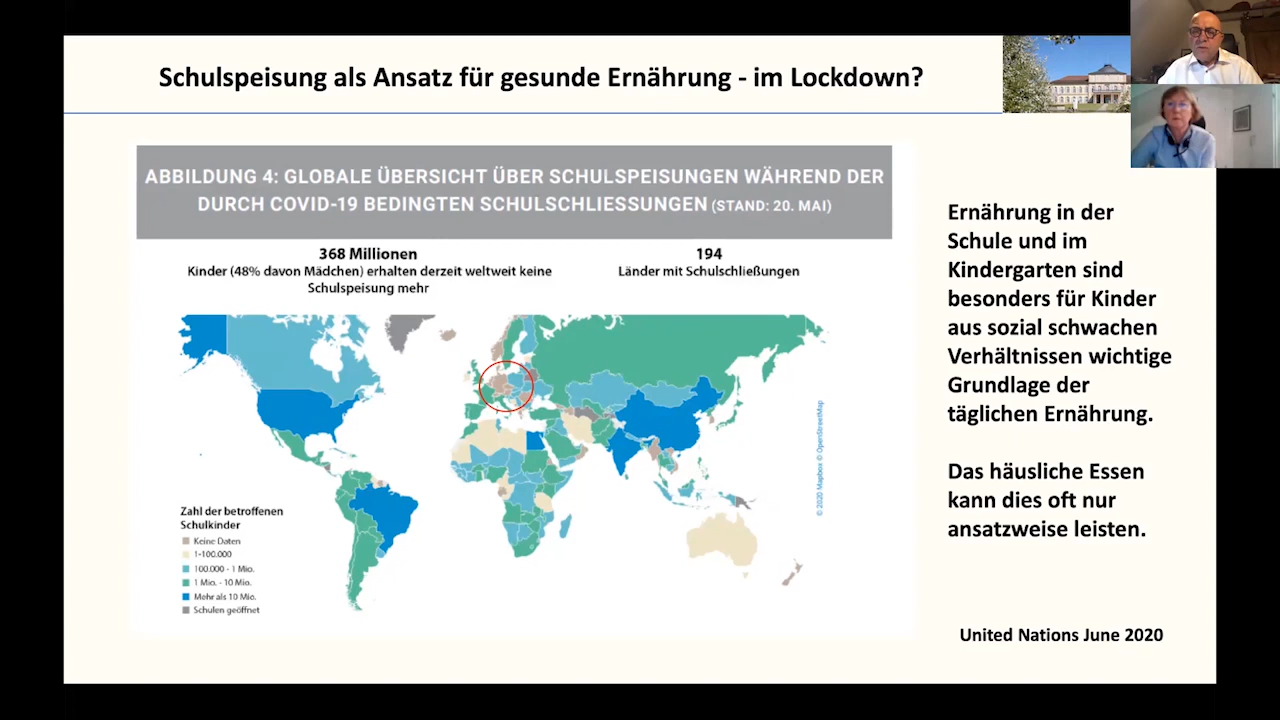 Schulspeisung als Ansatz für gesunde Ernährung - im Lockdown?
ABBILDUNG 4: GLOBALE ÜBERSICHT ÜBER SCHULSPEISUNGEN WÄHREND DER
DURCH COVID-19 BEDINGTEN SCHULSCHLIESSUNGEN (STAND: 20. MAI)
368 Millionen
Kinder (48% davon Mädchen) erhalten derzeit weltweit keine
Schulspeisung mehr
194
Länder mit Schulschließungen
Zahl der betroffenen
Schulkinder
Keine Daten
1-100.000
100.000 - 1 Mio.
1 Mio. - 10 Mio.
Mehr als 10 Mio.
Schulen geöffnet
© 2020 Mapbox © OpenStreetMap
Ernährung in der
Schule und im
Kindergarten sind
besonders für Kinder
aus sozial schwachen
Verhältnissen wichtige
Grundlage der
täglichen Ernährung.
Das häusliche Essen
kann dies oft nur
ansatzweise leisten.
United Nations June 2020